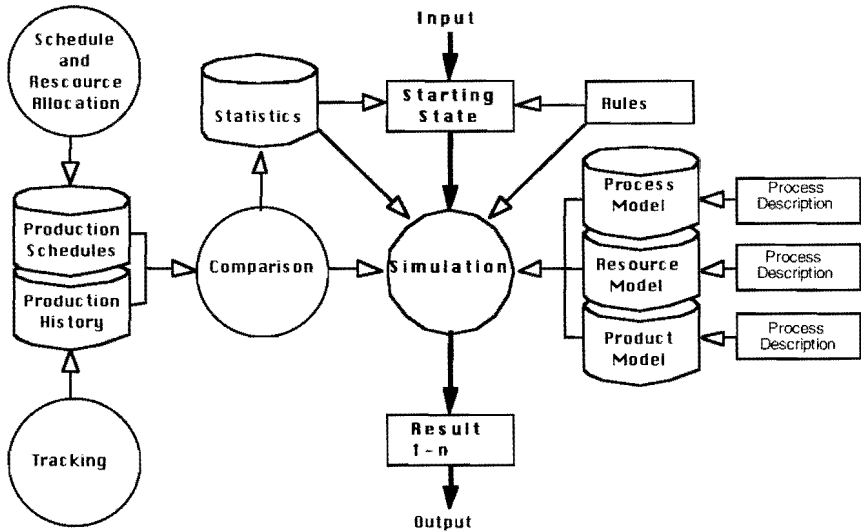 Input
Schedule
and
Rescource
Allocation
Statistics
Starting
State
Rules
Production
Schedules
Production
History
Comparison
Simulation
Process
Model
Resource
Model
Product
Model
Process
Description
Process
Description
Process
Description
Tracking
Result
1-n
Output